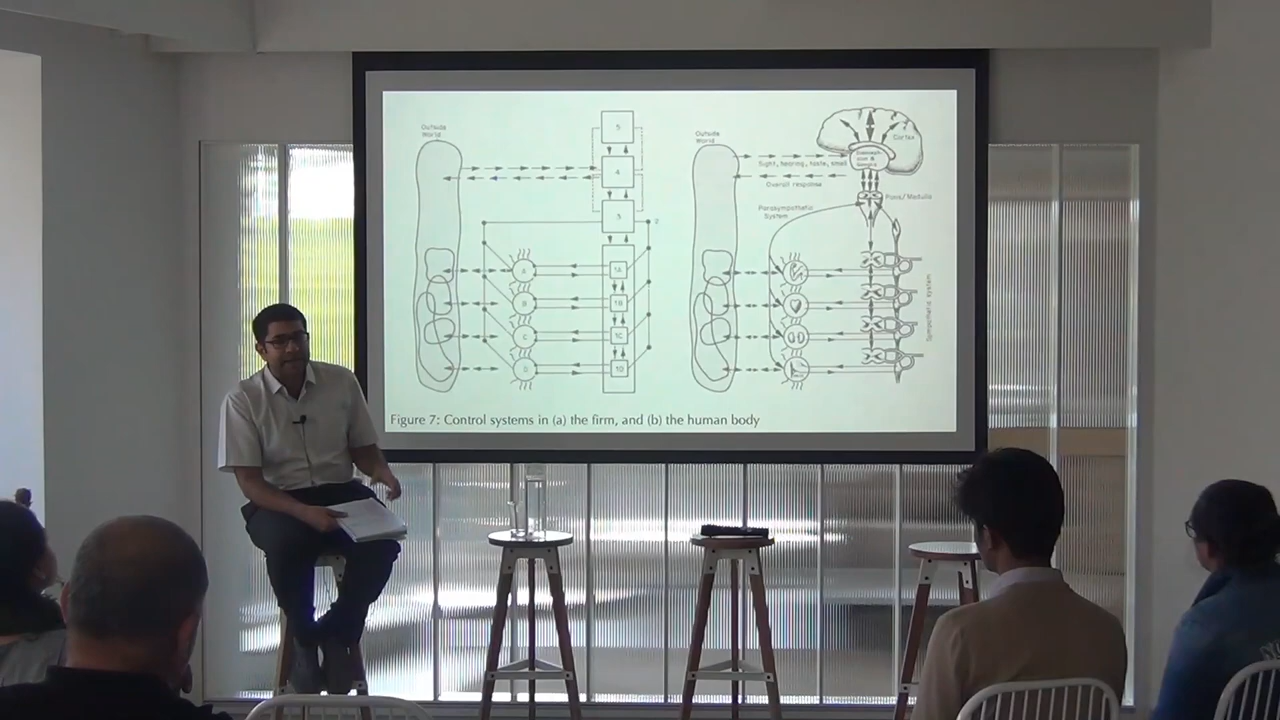 Outside
World
5
4
3
2
A
1A
B
1B
C
1C
D
1D
Outside
World
Cortex
Sight, hearing, taste, smell
Overall response
Pons/Medulla
Parasympathetic
System
Sympathetic system
Figure 7: Control systems in (a) the firm, and (b) the human body